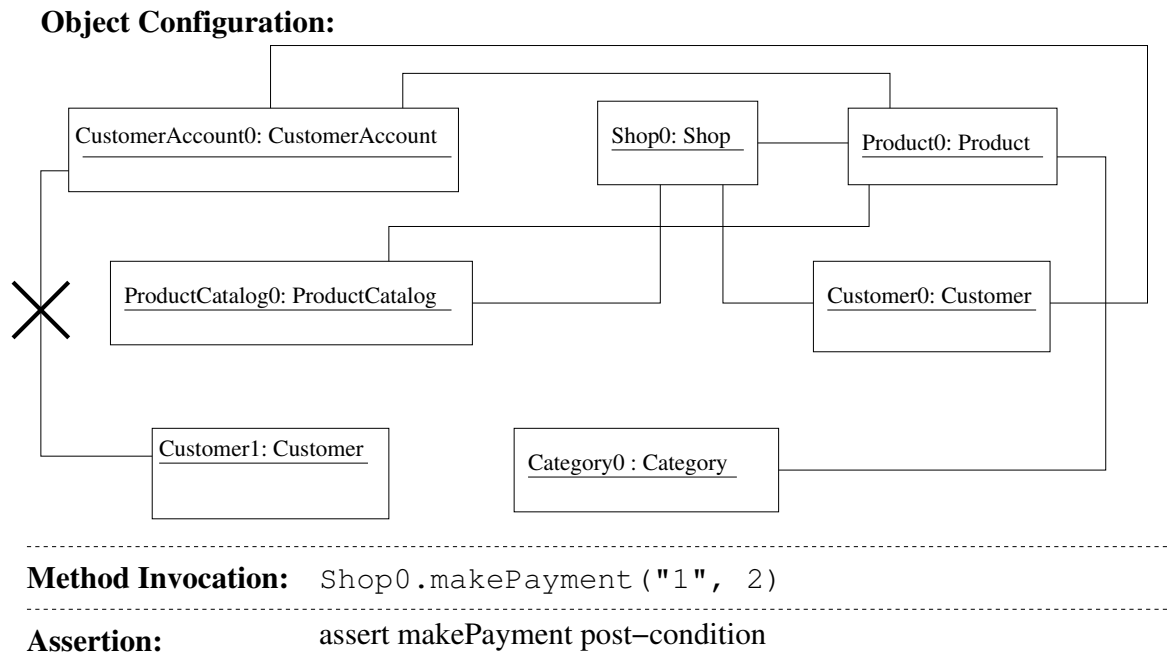 Object Configuration:
CustomerAccount0: CustomerAccount
Shop0: Shop
Product0: Product
ProductCatalog0: ProductCatalog
Customer0: Customer
Customer1: Customer
Category0 : Category
Method Invocation: Shop0.makePayment("1", 2)
Assertion: assert makePayment post−condition